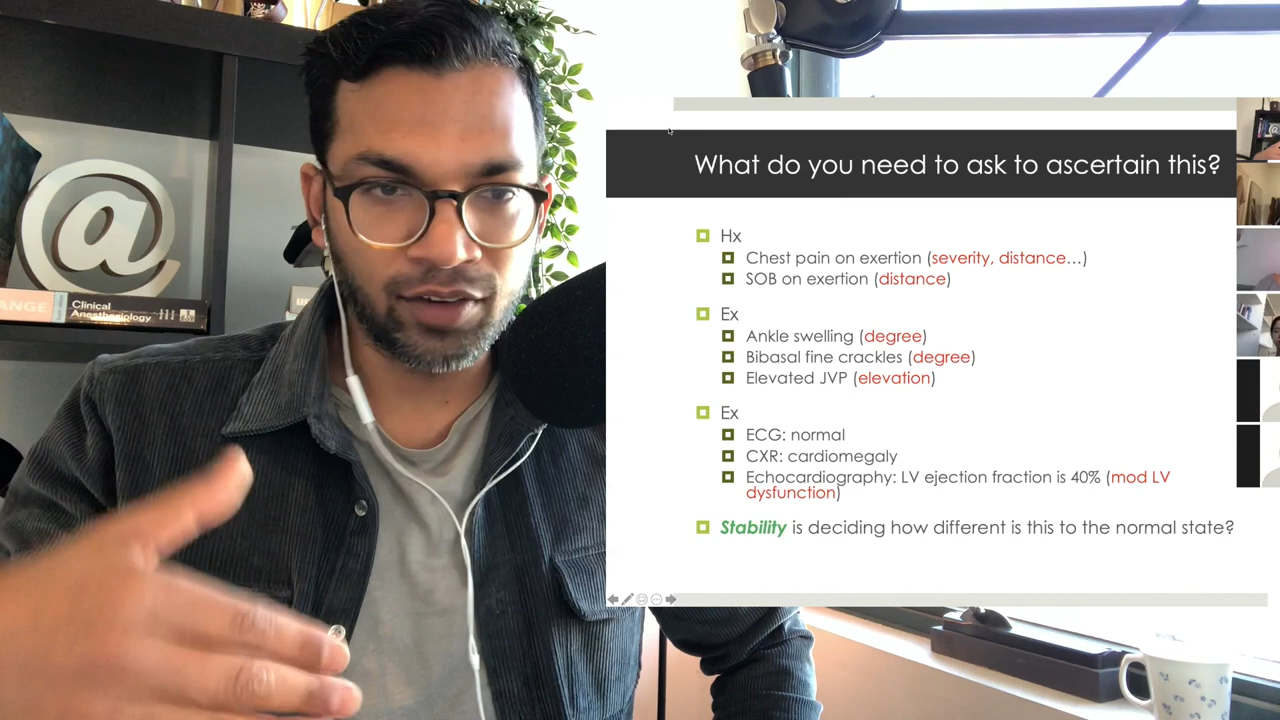 @
ANGE
Clinical
Anesthesiology
What do you need to ask to ascertain this?
Hx
Chest pain on exertion (severity, distance…)
SOB on exertion (distance)
Ex
Ankle swelling (degree)
Bibasal fine crackles (degree)
Elevated JVP (elevation)
Ex
ECG: normal
CXR: cardiomegaly
Echocardiography: LV ejection fraction is 40% (mod LV
dysfunction)
Stability is deciding how different is this to the normal state?